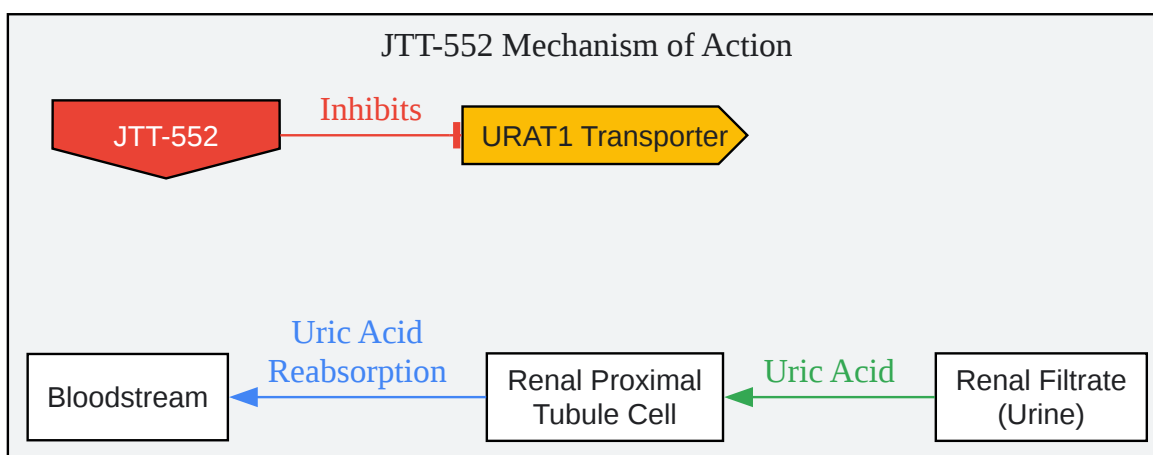 JTT-552 Mechanism of Action
Inhibits
JTT-552
URAT1 Transporter
Uric Acid
Reabsorption
Uric Acid
Bloodstream
Renal Proximal
Tubule Cell
Renal Filtrate
(Urine)